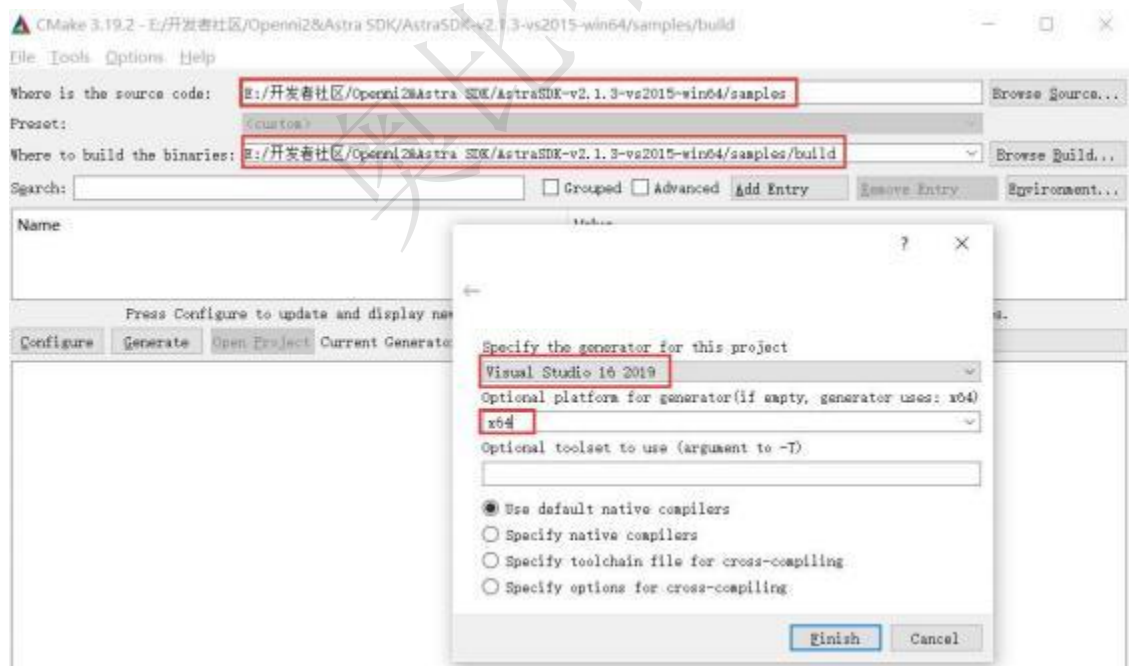 CMake 3.19.2 - E:/开发者社区/Openni2&Astra SDK/AstraSDK-v2.1.3-vs2015-win64/samples/build
File Tools Options Help
Where is the source code: E:/开发者社区/Openni2&Astra SDK/AstraSDK-v2.1.3-vs2015-win64/samples Browse Source...
Preset: <custom>
Where to build the binaries: E:/开发者社区/Openni2&Astra SDK/AstraSDK-v2.1.3-vs2015-win64/samples/build Browse Build...
Search: Grouped Advanced Add Entry Remove Entry Environment...
Name Value
?
Press Configure to update and display new
Configure Generate Open Project Current Generator
Specify the generator for this project
Visual Studio 16 2019
Optional platform for generator(if empty, generator uses: x64)
x64
Optional toolset to use (argument to -T)
Use default native compilers
Specify native compilers
Specify toolchain file for cross-compiling
Specify options for cross-compiling
Finish Cancel
奥比